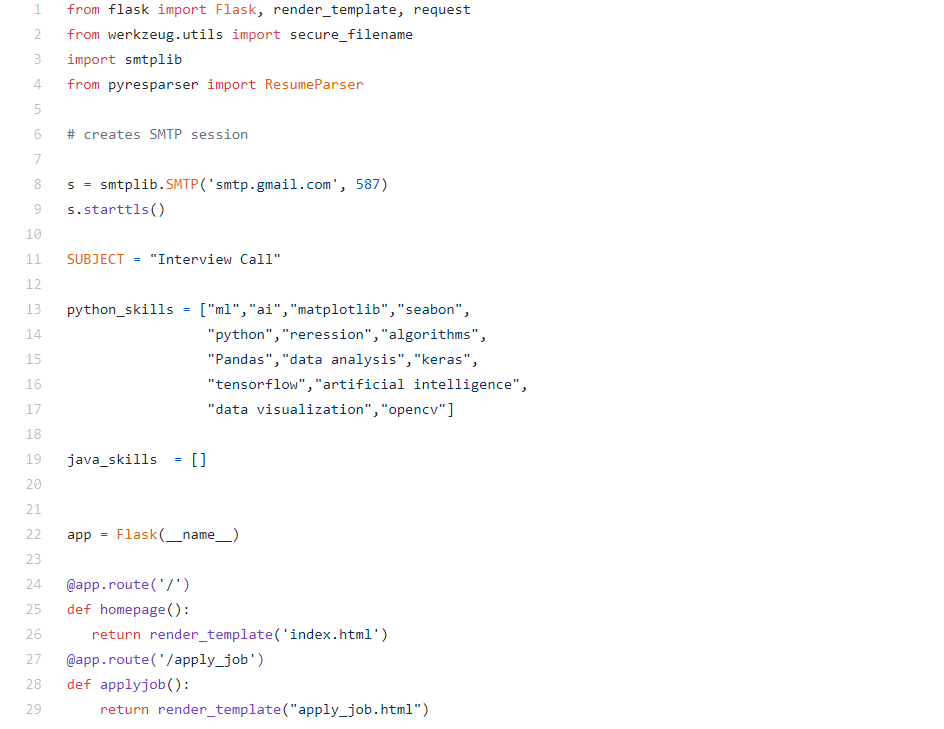 1 from flask import Flask, render_template, request
2 from werkzeug.utils import secure_filename
3 import smtplib
4 from pyresparser import ResumeParser
5
6 # creates SMTP session
7
8 s = smtplib.SMTP('smtp.gmail.com', 587)
9 s.starttls()
10
11 SUBJECT = "Interview Call"
12
13 python_skills = ["ml","ai","matplotlib","seabon",
14                  "python","reression","algorithms",
15                  "Pandas","data analysis","keras",
16                  "tensorflow","artificial intelligence",
17                  "data visualization","opencv"]
18
19 java_skills  = []
20
21
22 app = Flask(__name__)
23
24 @app.route('/')
25 def homepage():
26    return render_template('index.html')
27 @app.route('/apply_job')
28 def applyjob():
29     return render_template("apply_job.html")